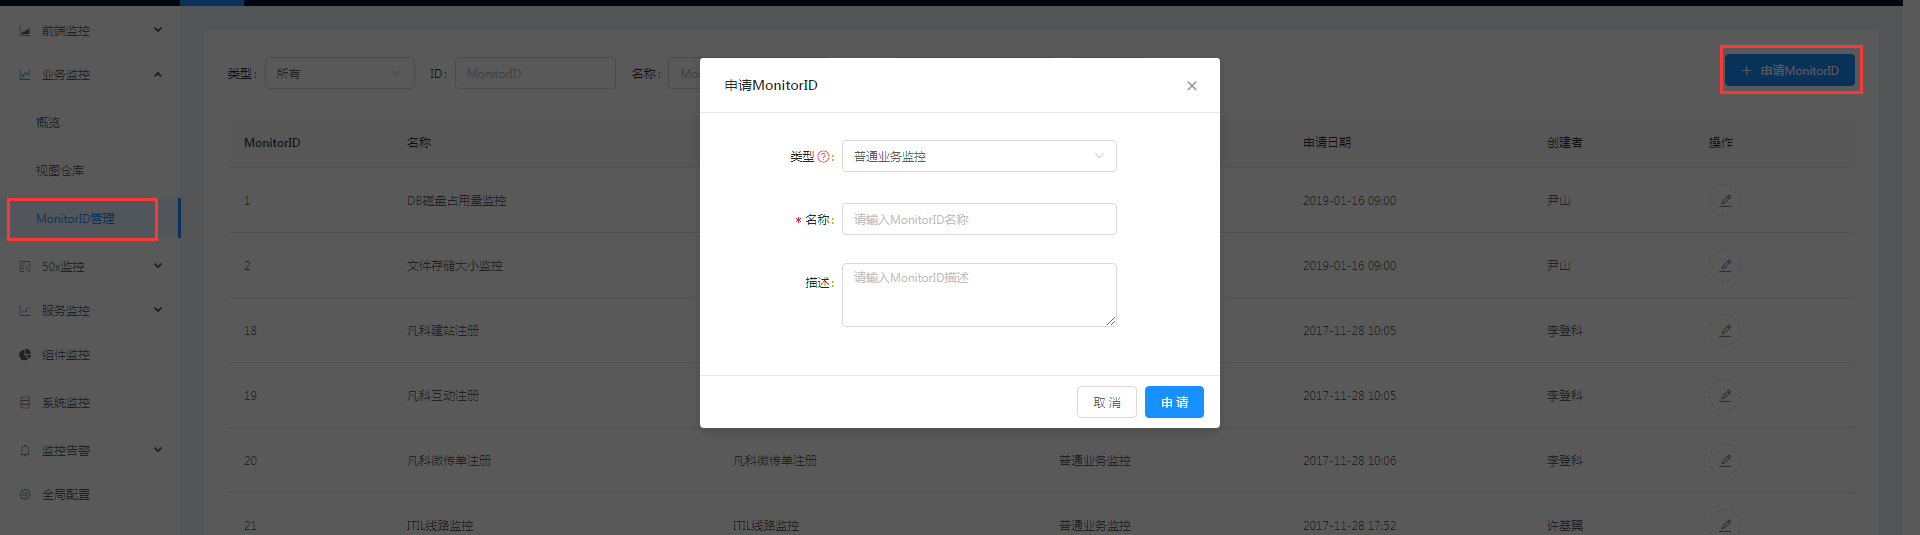 前端监控
业务监控
概览
视图仓库
MonitorID管理
50x监控
服务监控
组件监控
系统监控
监控告警
全局配置
类型: 所有 ID: MonitorID 名称:
+ 申请MonitorID
MonitorID 名称 申请日期 创建者 操作
1 DB磁盘占用量监控 2019-01-16 09:00 尹山
2 文件存储大小监控 2019-01-16 09:00 尹山
18 凡科建站注册 2017-11-28 10:05 李登科
19 凡科互动注册 2017-11-28 10:05 李登科
20 凡科微传单注册 凡科微传单注册 普通业务监控 2017-11-28 10:06 李登科
21 ITIL线路监控 ITIL线路监控 普通业务监控 2017-11-28 17:52 许基翼
申请MonitorID
类型?: 普通业务监控
* 名称: 请输入MonitorID名称
描述: 请输入MonitorID描述
取 消 申 请